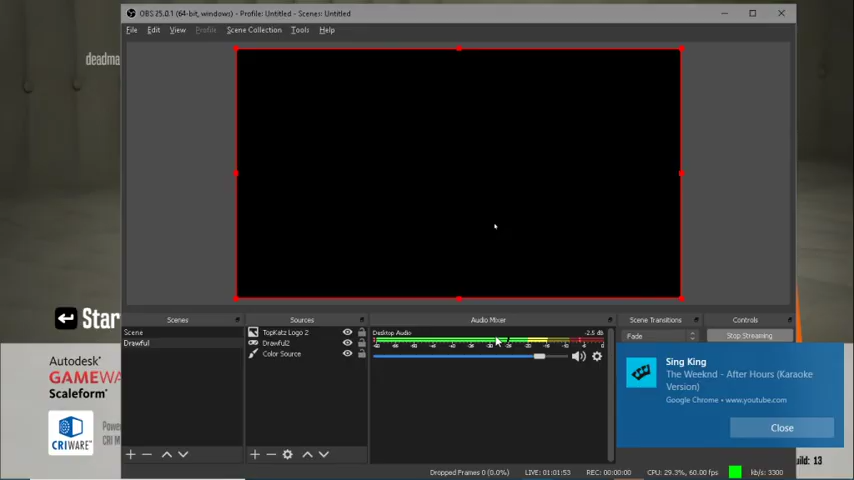 OBS 25.0.1 (64-bit, windows) - Profile: Untitled - Scenes: Untitled
File Edit View Profile Scene Collection Tools Help
deadma
Star
Autodesk®
GAMEWA
Scaleform®
CRIWARE™
Powe
CRI M
Scenes
Scene
Drawful
Sources
TopKatz Logo 2
Drawful2
Color Source
Audio Mixer
Desktop Audio -2.5 dB
Scene Transitions
Fade
Controls
Stop Streaming
Sing King
The Weeknd - After Hours (Karaoke
Version)
Google Chrome • www.youtube.com
Close
uild: 13
Dropped Frames 0 (0.0%) LIVE: 01:01:53 REC: 00:00:00 CPU: 29.3%, 60.00 fps kb/s: 3300